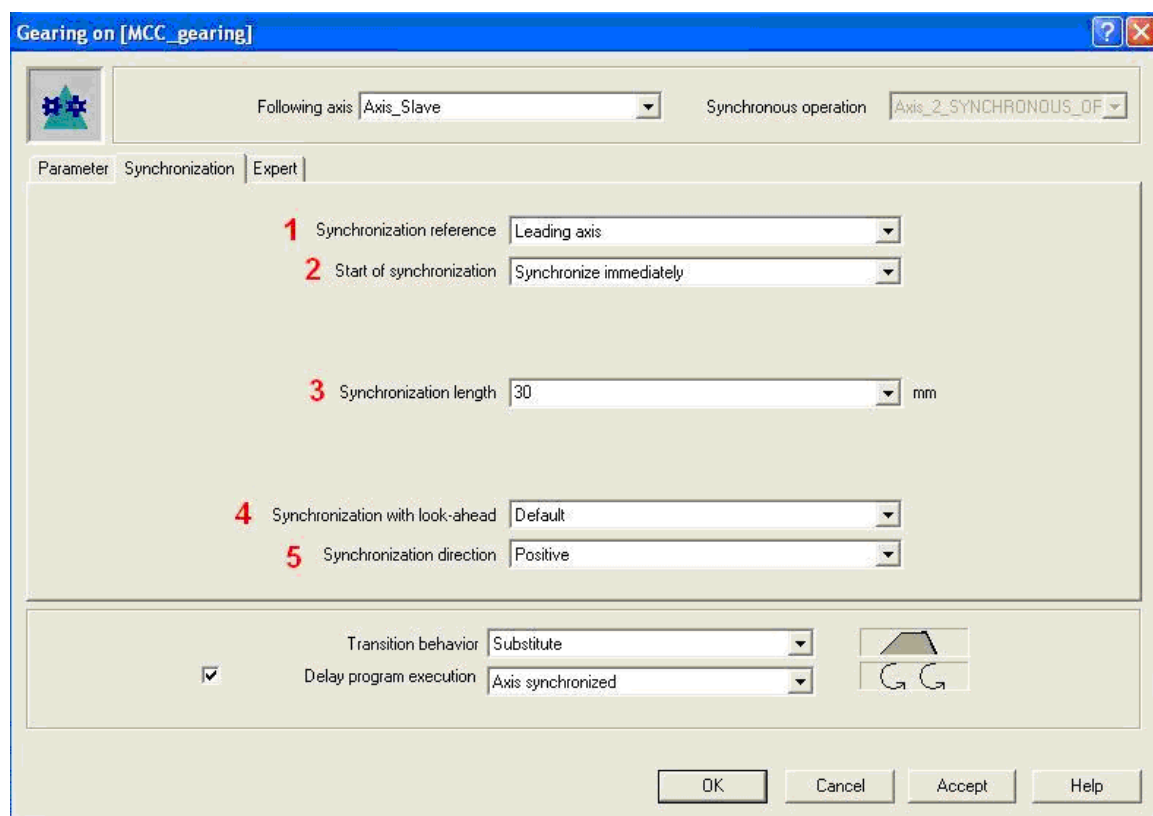 Gearing on [MCC_gearing]
Following axis Axis_Slave Synchronous operation Axis_2_SYNCHRONOUS_OF
Parameter Synchronization Expert
1 Synchronization reference Leading axis
2 Start of synchronization Synchronize immediately
3 Synchronization length 30 mm
4 Synchronization with look-ahead Default
5 Synchronization direction Positive
Transition behavior Substitute
Delay program execution Axis synchronized
OK Cancel Accept Help